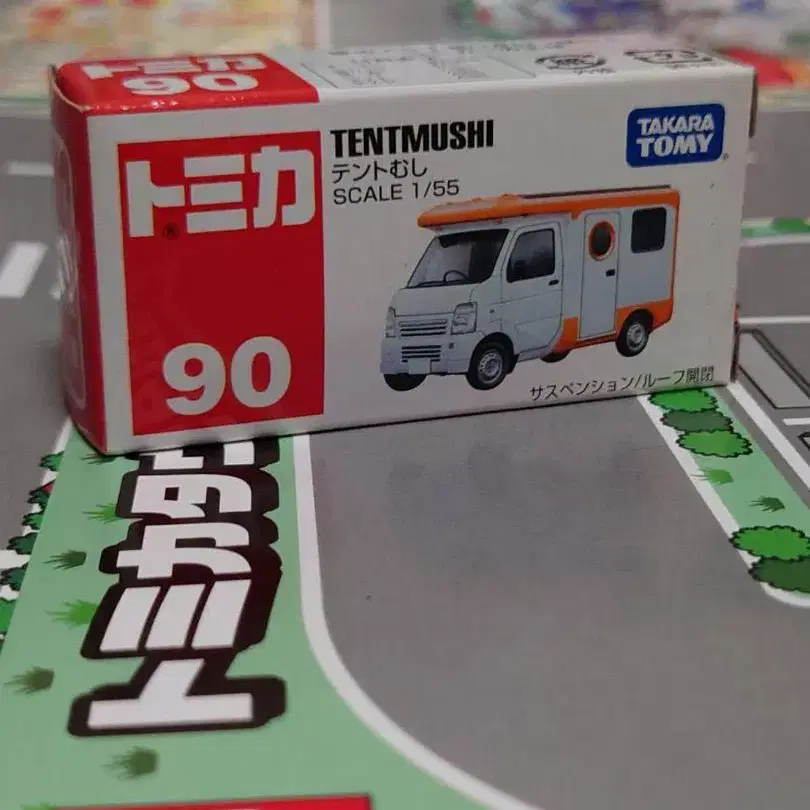 トミカ
90
トミカ
®
90
TENTMUSHI
テントむし
SCALE 1/55
TAKARA
TOMY
サスペンション/ルーフ開閉
トミカタ